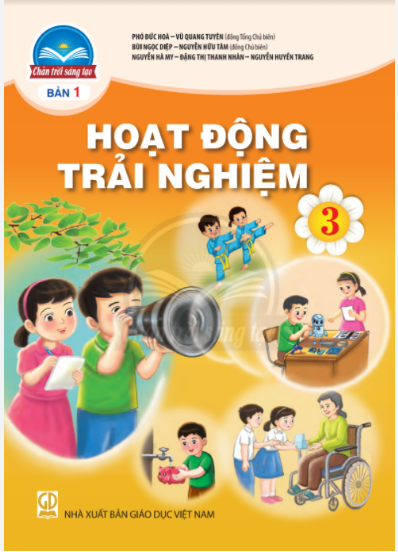 PHÓ ĐỨC HOÀ – VŨ QUANG TUYÊN (đồng Tổng Chủ biên)
BÙI NGỌC DIỆP – NGUYỄN HỮU TÂM (đồng Chủ biên)
NGUYỄN HÀ MY – ĐẶNG THỊ THANH NHÀN – NGUYỄN HUYỀN TRANG
Chân trời sáng tạo
BẢN 1
HOẠT ĐỘNG
TRẢI NGHIỆM
3
GD
NHÀ XUẤT BẢN GIÁO DỤC VIỆT NAM